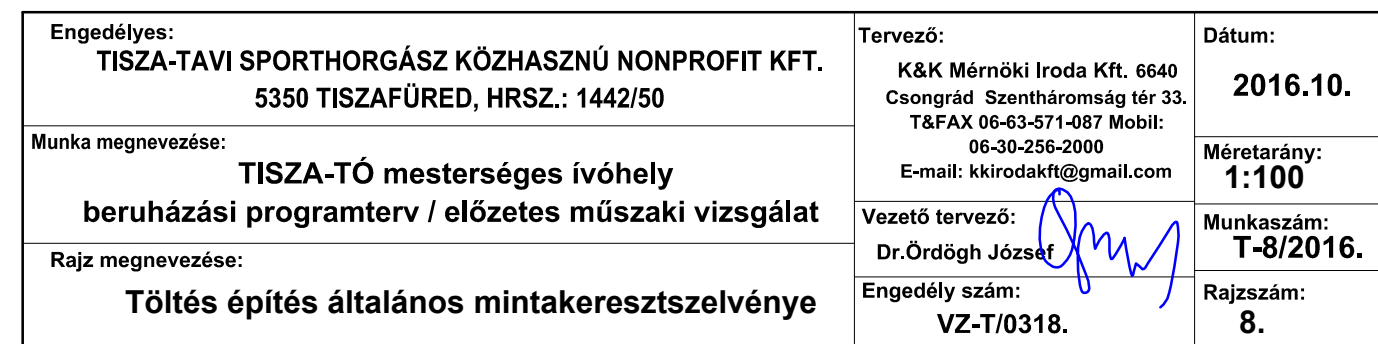 Engedélyes:
TISZA-TAVI SPORTHORGÁSZ KÖZHASZNÚ NONPROFIT KFT.
5350 TISZAFÜRED, HRSZ.: 1442/50
Munka megnevezése:
TISZA-TÓ mesterséges ívóhely
beruházási programterv / előzetes műszaki vizsgálat
Rajz megnevezése:
Töltés építés általános mintakeresztszelvénye
Tervező:
K&K Mérnöki Iroda Kft. 6640
Csongrád Szentháromság tér 33.
T&FAX 06-63-571-087 Mobil:
06-30-256-2000
E-mail: kkirodakft@gmail.com
Vezető tervező:
Dr.Ördögh József
Engedély szám:
VZ-T/0318.
Dátum:
2016.10.
Méretarány:
1:100
Munkaszám:
T-8/2016.
Rajzszám:
8.